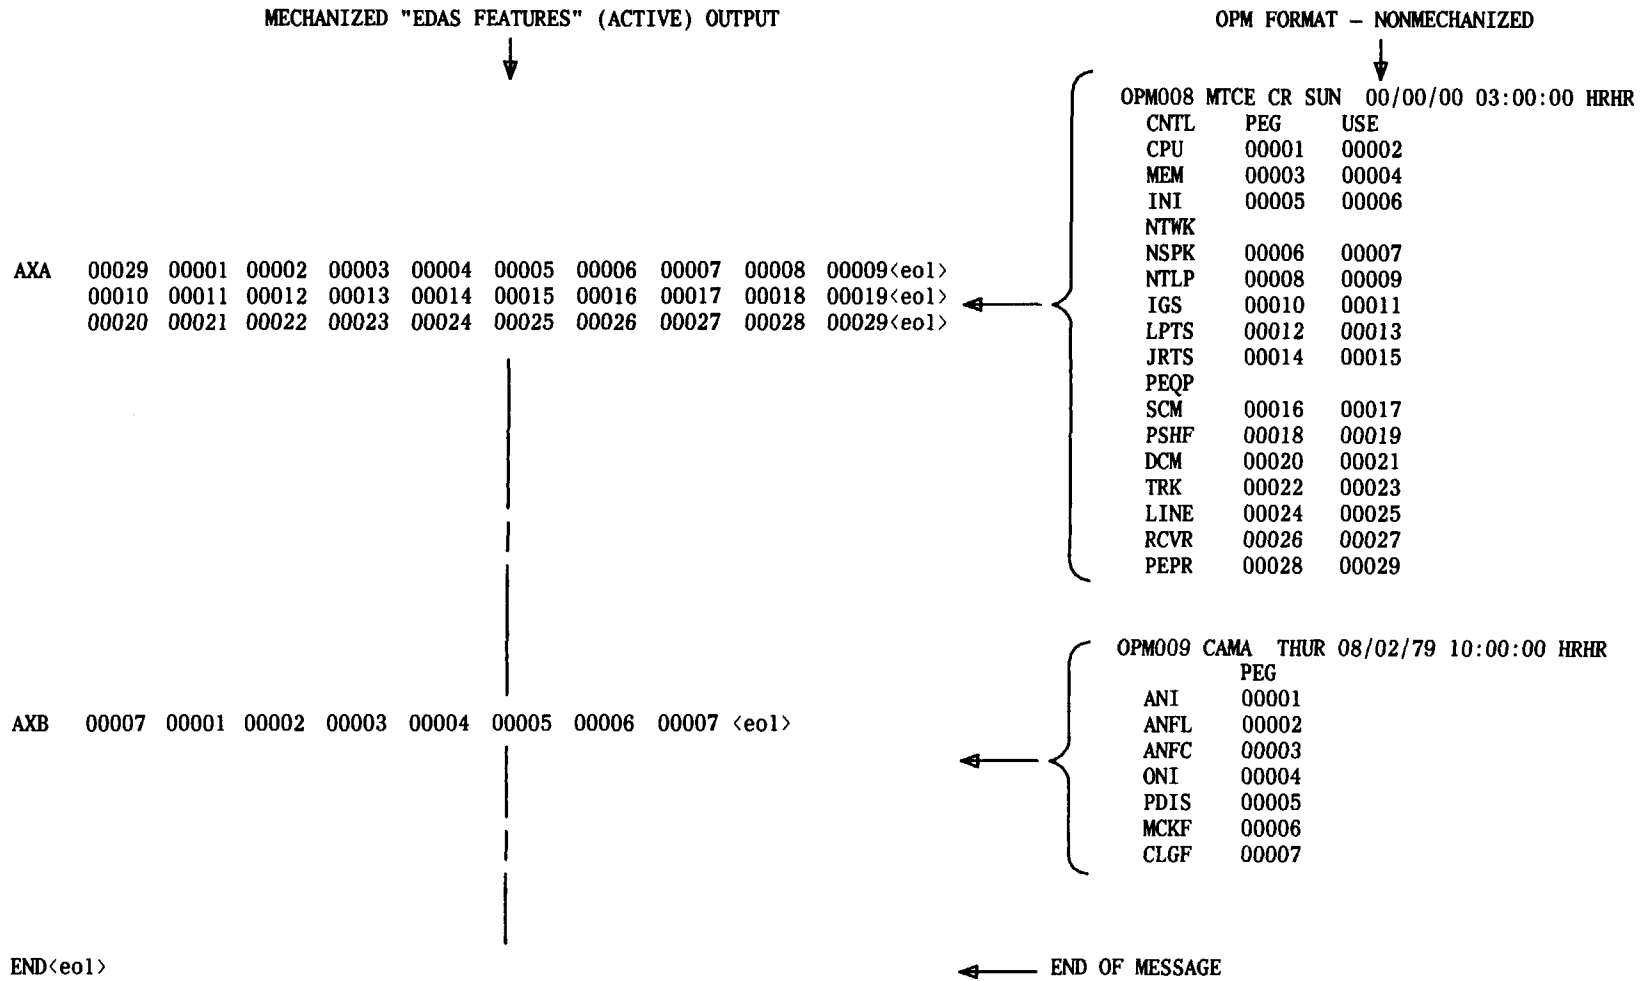 MECHANIZED "EDAS FEATURES" (ACTIVE) OUTPUT
OPM FORMAT – NONMECHANIZED
AXA 00029 00001 00002 00003 00004 00005 00006 00007 00008 00009<eol>
00010 00011 00012 00013 00014 00015 00016 00017 00018 00019<eol>
00020 00021 00022 00023 00024 00025 00026 00027 00028 00029<eol>
OPM008 MTCE CR SUN 00/00/00 03:00:00 HRHR
CNTL PEG USE
CPU 00001 00002
MEM 00003 00004
INI 00005 00006
NTWK
NSPK 00006 00007
NTLP 00008 00009
IGS 00010 00011
LPTS 00012 00013
JRTS 00014 00015
PEQP
SCM 00016 00017
PSHF 00018 00019
DCM 00020 00021
TRK 00022 00023
LINE 00024 00025
RCVR 00026 00027
PEPR 00028 00029
AXB 00007 00001 00002 00003 00004 00005 00006 00007 <eol>
OPM009 CAMA THUR 08/02/79 10:00:00 HRHR
PEG
ANI 00001
ANFL 00002
ANFC 00003
ONI 00004
PDIS 00005
MCKF 00006
CLGF 00007
END<eol>
END OF MESSAGE